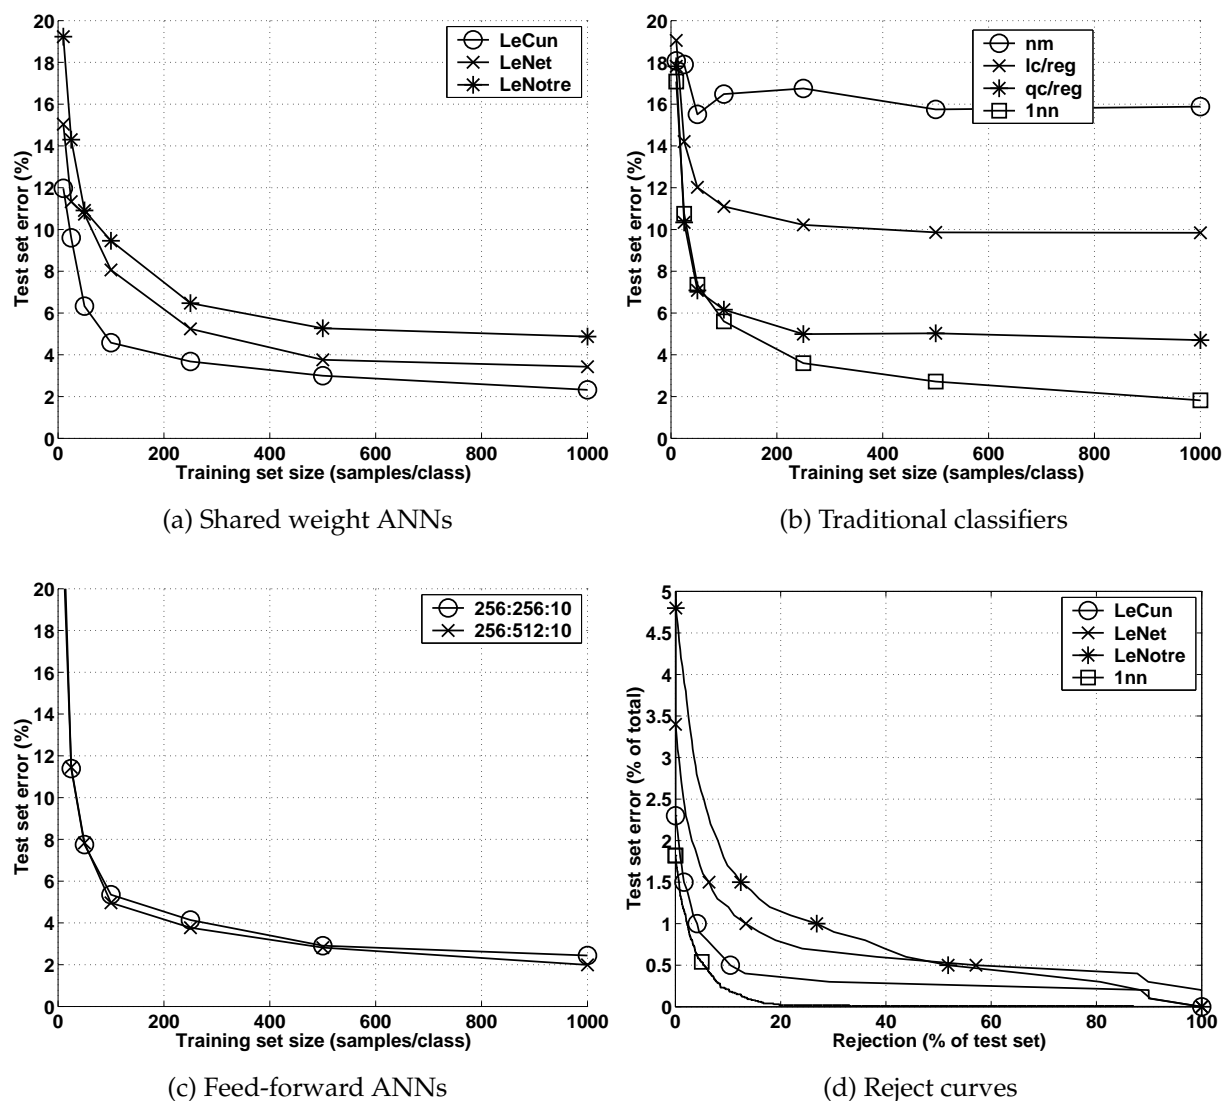 20
18
16
14
12
10
8
6
4
2
0
Test set error (%)
LeCun
LeNet
LeNotre
0 200 400 600 800 1000
Training set size (samples/class)
(a) Shared weight ANNs
20
18
16
14
12
10
8
6
4
2
0
Test set error (%)
nm
lc/reg
qc/reg
1nn
0 200 400 600 800 1000
Training set size (samples/class)
(b) Traditional classifiers
20
18
16
14
12
10
8
6
4
2
0
Test set error (%)
256:256:10
256:512:10
0 200 400 600 800 1000
Training set size (samples/class)
(c) Feed-forward ANNs
5
4.5
4
3.5
3
2.5
2
1.5
1
0.5
0
Test set error (% of total)
LeCun
LeNet
LeNotre
1nn
0 20 40 60 80 100
Rejection (% of test set)
(d) Reject curves